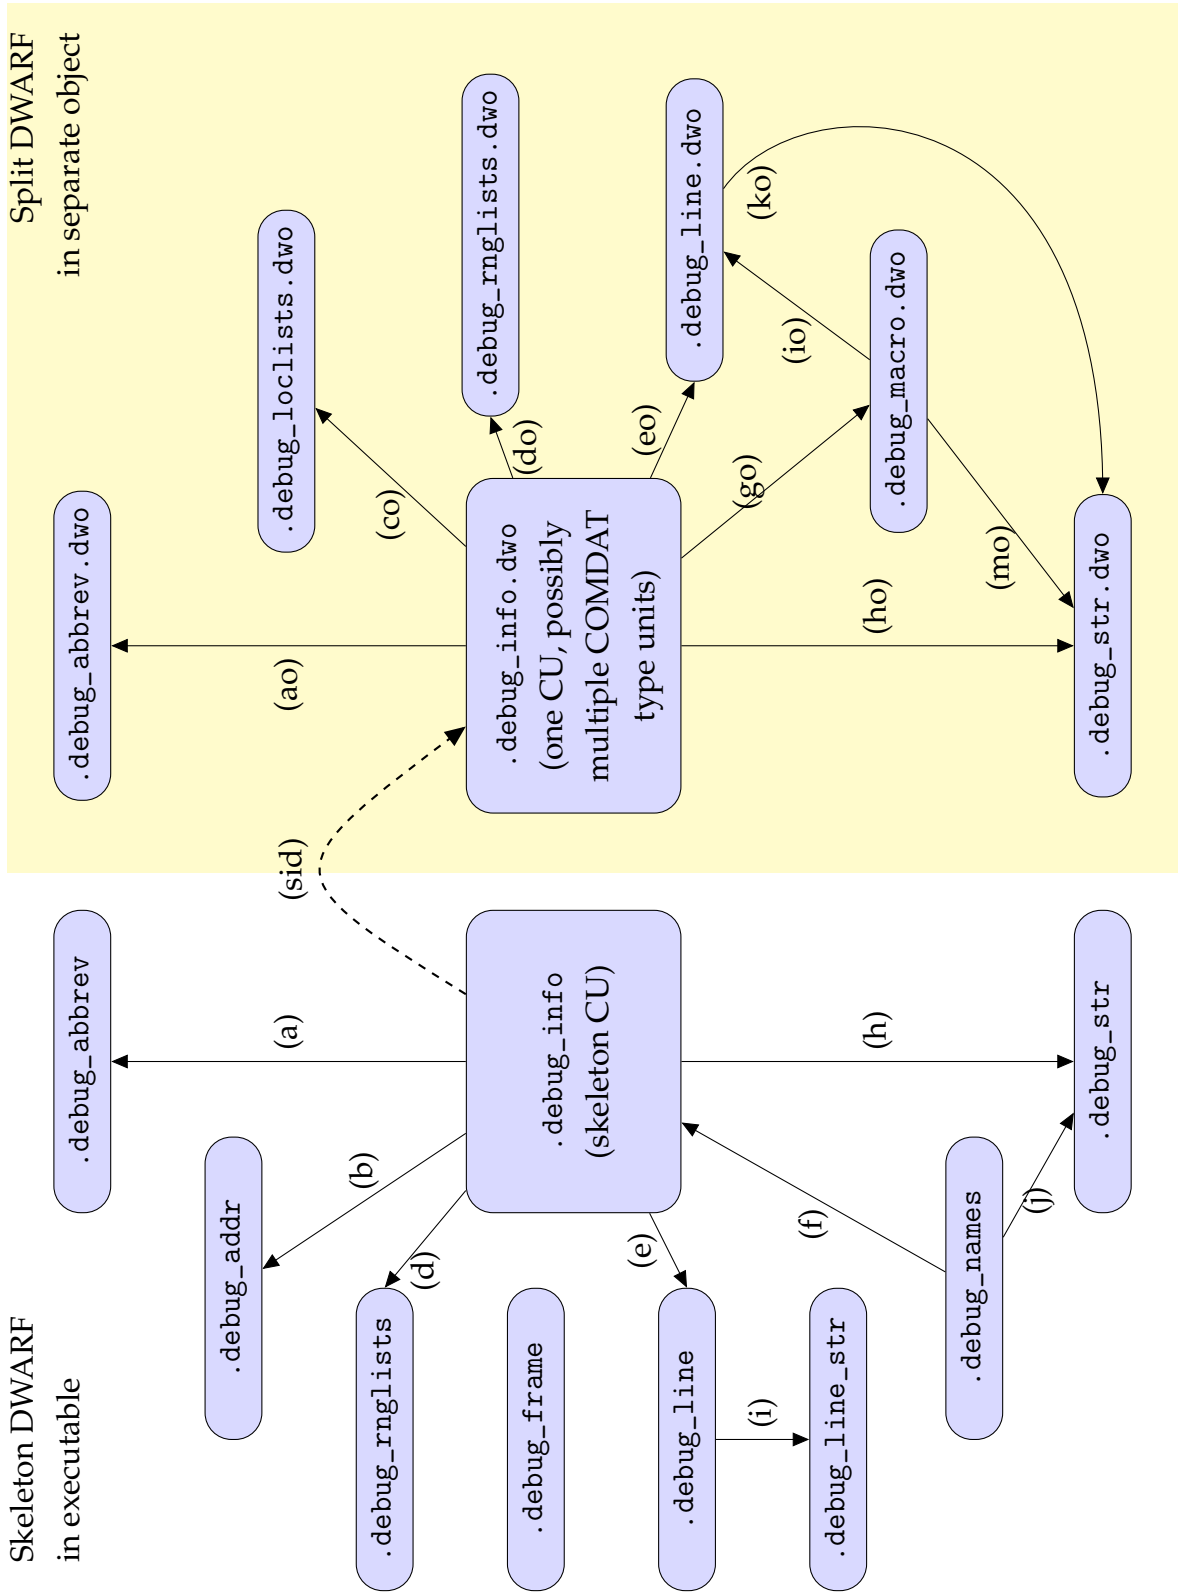 Skeleton DWARF
in executable
Split DWARF
in separate object
.debug_abbrev
.debug_abbrev.dwo
(a)
(ao)
(sid)
.debug_addr
(b)
.debug_loclists.dwo
(co)
.debug_rnglists
(d)
.debug_rnglists.dwo
(do)
.debug_frame
.debug_info
(skeleton CU)
.debug_info.dwo
(one CU, possibly
multiple COMDAT
type units)
.debug_line
(e)
.debug_line.dwo
(eo)
(i)
.debug_line_str
(f)
(h)
(go)
(io)
(ko)
(ho)
.debug_macro.dwo
(mo)
.debug_names
(j)
.debug_str
.debug_str.dwo